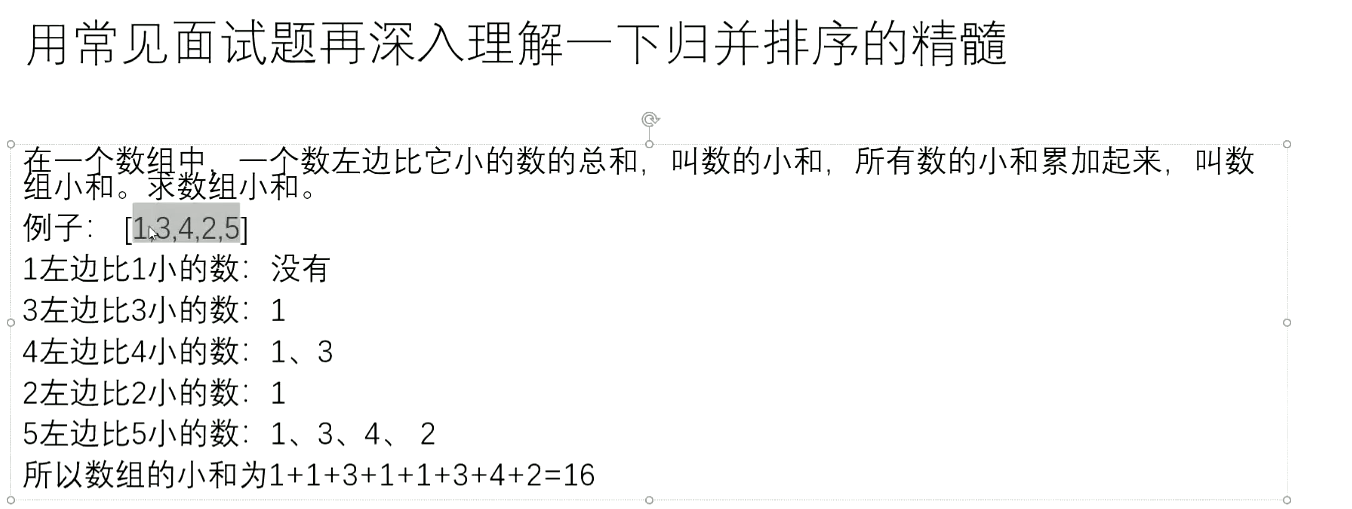 用常见面试题再深入理解一下归并排序的精髓
在一个数组中，一个数左边比它小的数的总和，叫数的小和，所有数的小和累加起来，叫数
组小和。求数组小和。
例子： [1,3,4,2,5]
1左边比1小的数：没有
3左边比3小的数：1
4左边比4小的数：1、3
2左边比2小的数：1
5左边比5小的数：1、3、4、 2
所以数组的小和为1+1+3+1+1+3+4+2=16